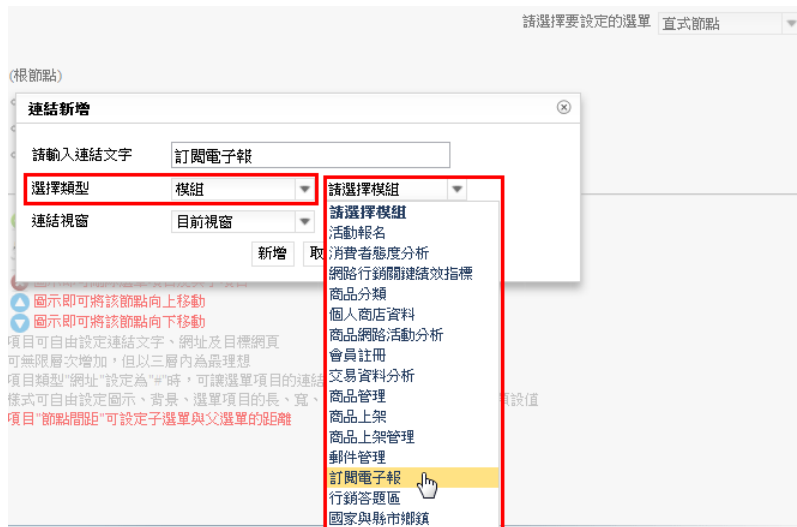 請選擇要設定的選單 直式節點
(根節點)
連結新增
請輸入連結文字 訂閱電子報
選擇類型 模組 請選擇模組
連結視窗 目前視窗
新增 取
請選擇模組
活動報名
消費者態度分析
網路行銷關鍵績效指標
商品分類
個人商店資料
商品網路活動分析
會員註冊
交易資料分析
商品管理
商品上架
商品上架管理
郵件管理
訂閱電子報
行銷答題區
國家與縣市鄉鎮
圖示即可將該節點向上移動
圖示即可將該節點向下移動
項目可自由設定連結文字、網址及目標網頁
可無限層次增加，但以三層內為最理想
項目類型"網址"設定為"#"時，可讓選單項目的連結
樣式可自由設定圖示、背景、選單項目的長、寬、 設值
項目"節點間距"可設定子選單與父選單的距離